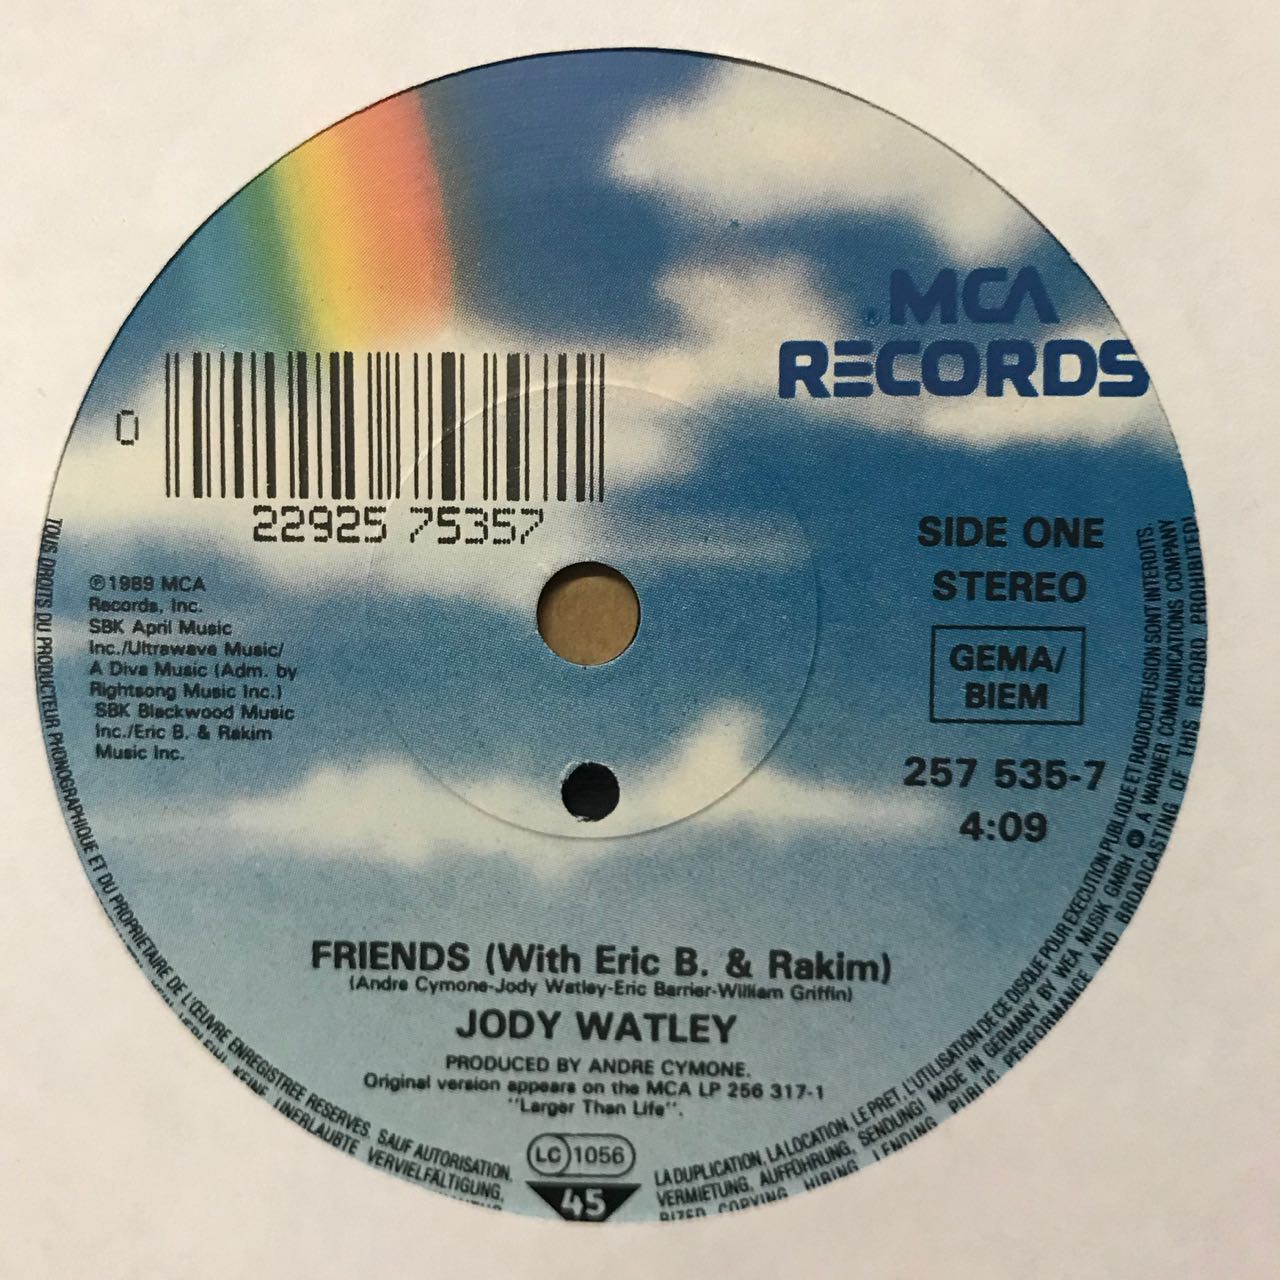 MCA
RECORDS
0
22925 75357
SIDE ONE
STEREO
GEMA/
BIEM
257 535-7
4:09
℗1989 MCA
Records, Inc.
SBK April Music
Inc./Ultrawave Music/
A Diva Music (Adm. by
Rightsong Music Inc.)
SBK Blackwood Music
Inc./Eric B. & Rakim
Music Inc.
FRIENDS (With Eric B. & Rakim)
(Andre Cymone-Jody Watley-Eric Barrier-William Griffin)
JODY WATLEY
PRODUCED BY ANDRE CYMONE.
Original version appears on the MCA LP 256 317-1
"Larger Than Life".
LC 1056
45
TOUS DROITS DU PRODUCTEUR PHONOGRAPHIQUE ET DU PROPRIETAIRE DE L'ŒUVRE ENREGISTREE RESERVES. SAUF AUTORISATION, LA DUPLICATION, LA LOCATION, LE PRET, L'UTILISATION DE CE DISQUE POUR EXECUTION PUBLIQUE ET RADIODIFFUSION SONT INTERDITS.
KEINE UNERLAUBTE VERVIELFÄLTIGUNG, VERMIETUNG, AUFFÜHRUNG, SENDUNG! MADE IN GERMANY BY WEA MUSIK GMBH A WARNER COMMUNICATIONS COMPANY
COPYING, HIRING, LENDING, PUBLIC PERFORMANCE AND BROADCASTING OF THIS RECORD PROHIBITED!